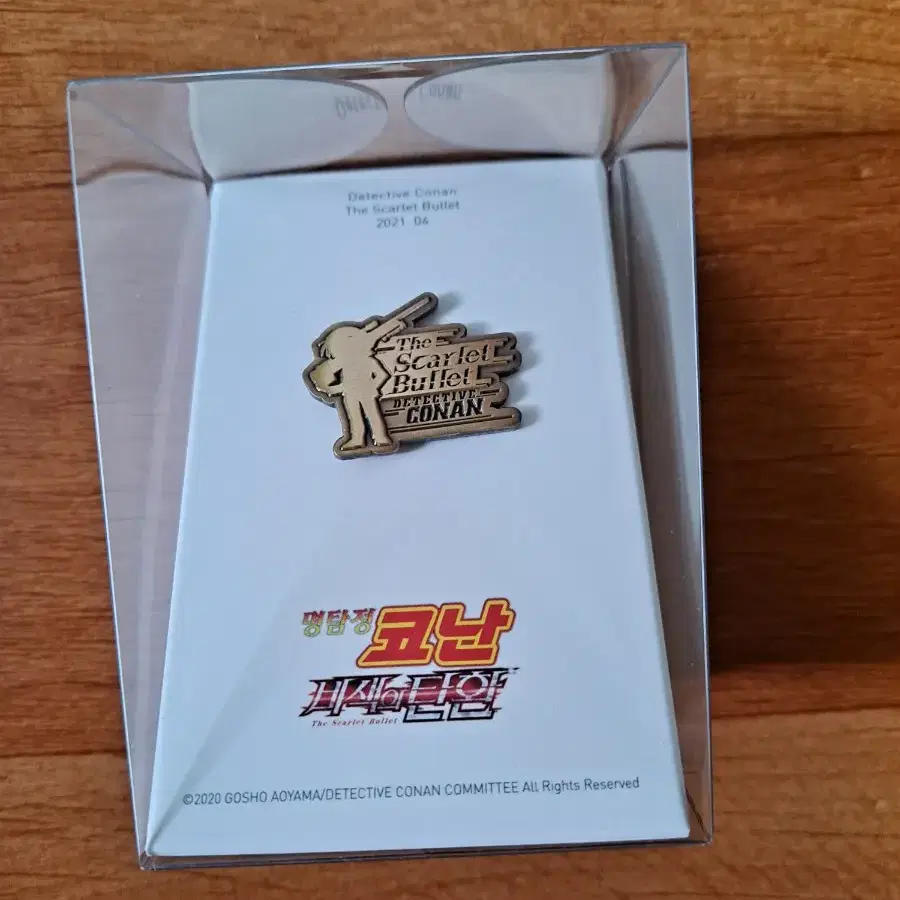 Detective Conan
The Scarlet Bullet
2021 04
The
Scarlet
Bullet
DETECTIVE
CONAN
명탐정 코난
비색의 탄환
The Scarlet Bullet
©2020 GOSHO AOYAMA/DETECTIVE CONAN COMMITTEE All Rights Reserved